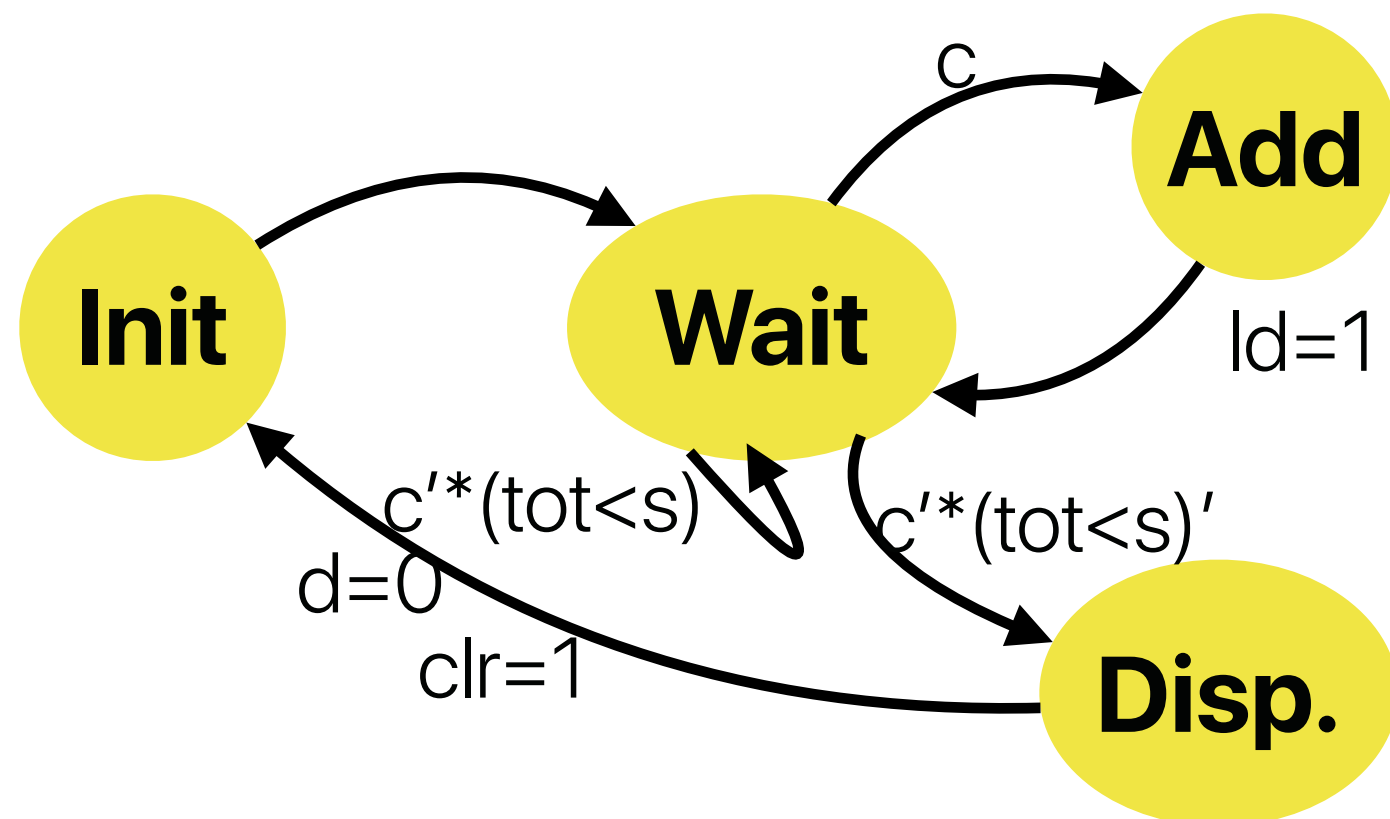 c
Add
Init
Wait
ld=1
c’*(tot<s)
c’*(tot<s)’
d=0
clr=1
Disp.